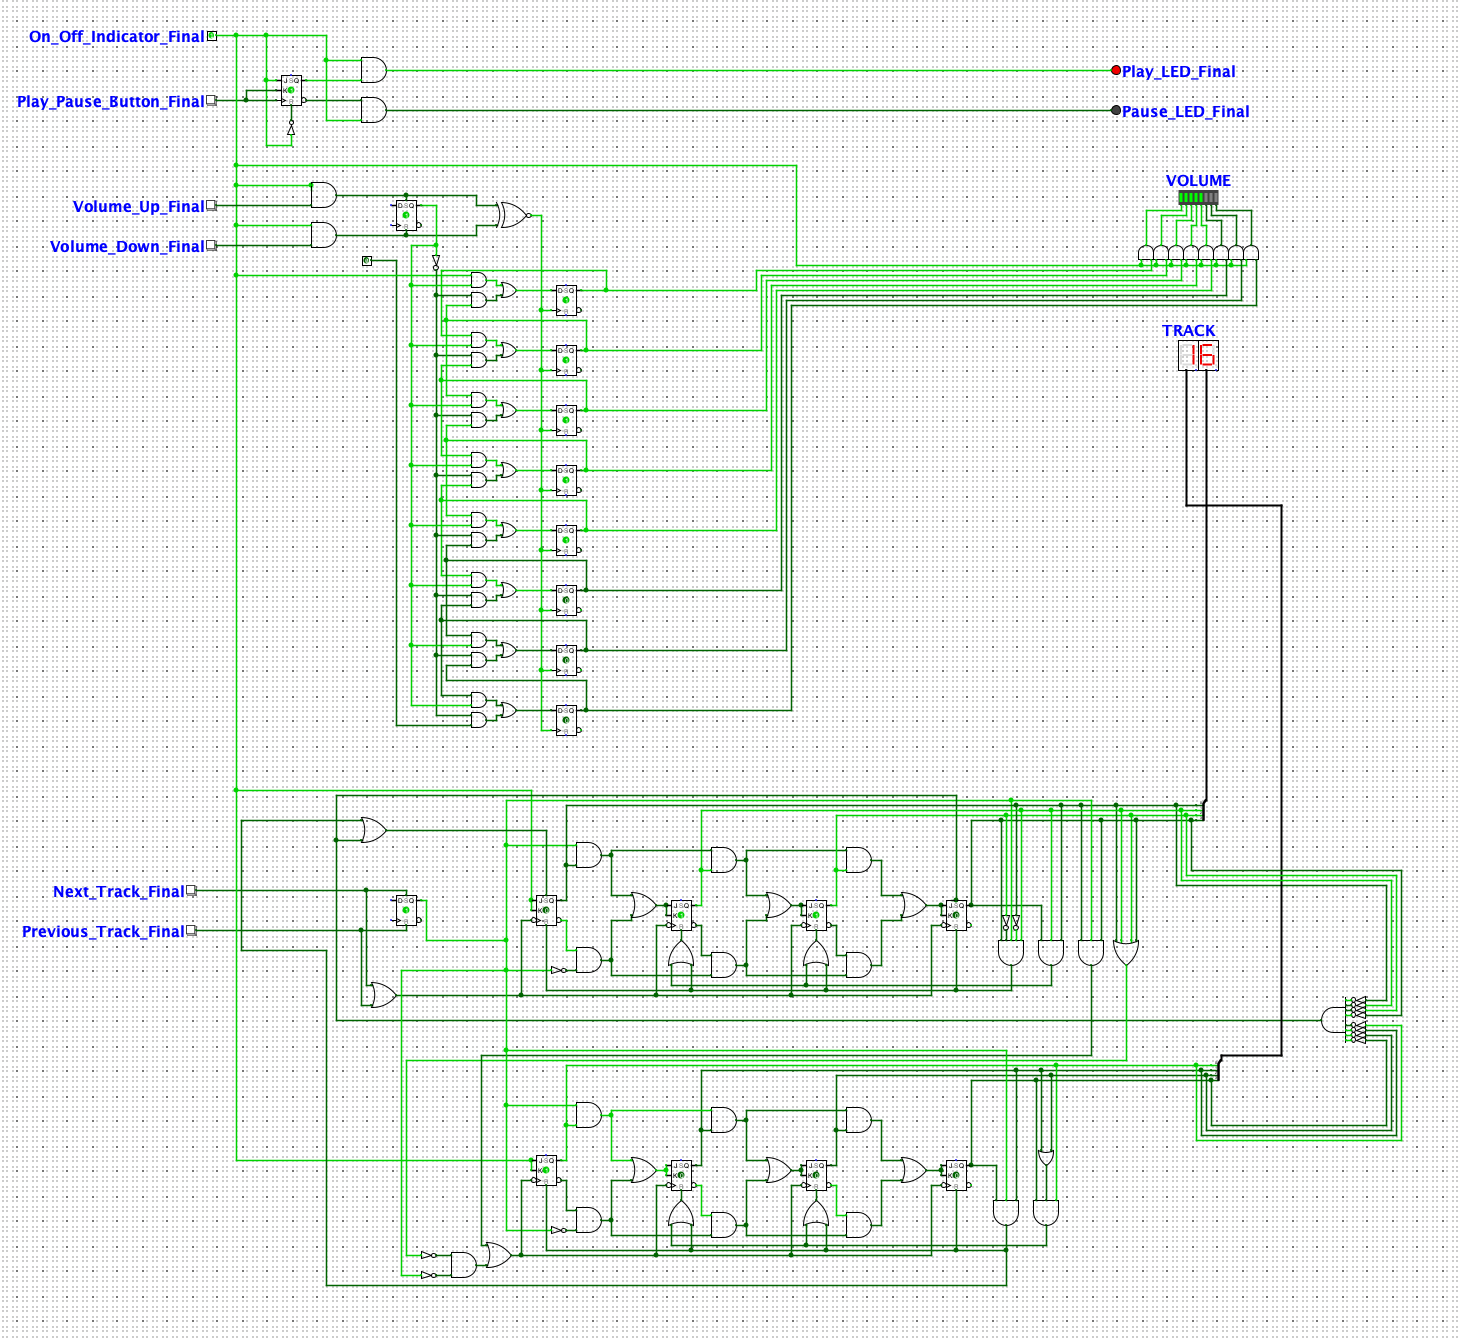 On_Off_Indicator_Final
Play_Pause_Button_Final
Play_LED_Final
Pause_LED_Final
VOLUME
Volume_Up_Final
Volume_Down_Final
TRACK
16
Next_Track_Final
Previous_Track_Final